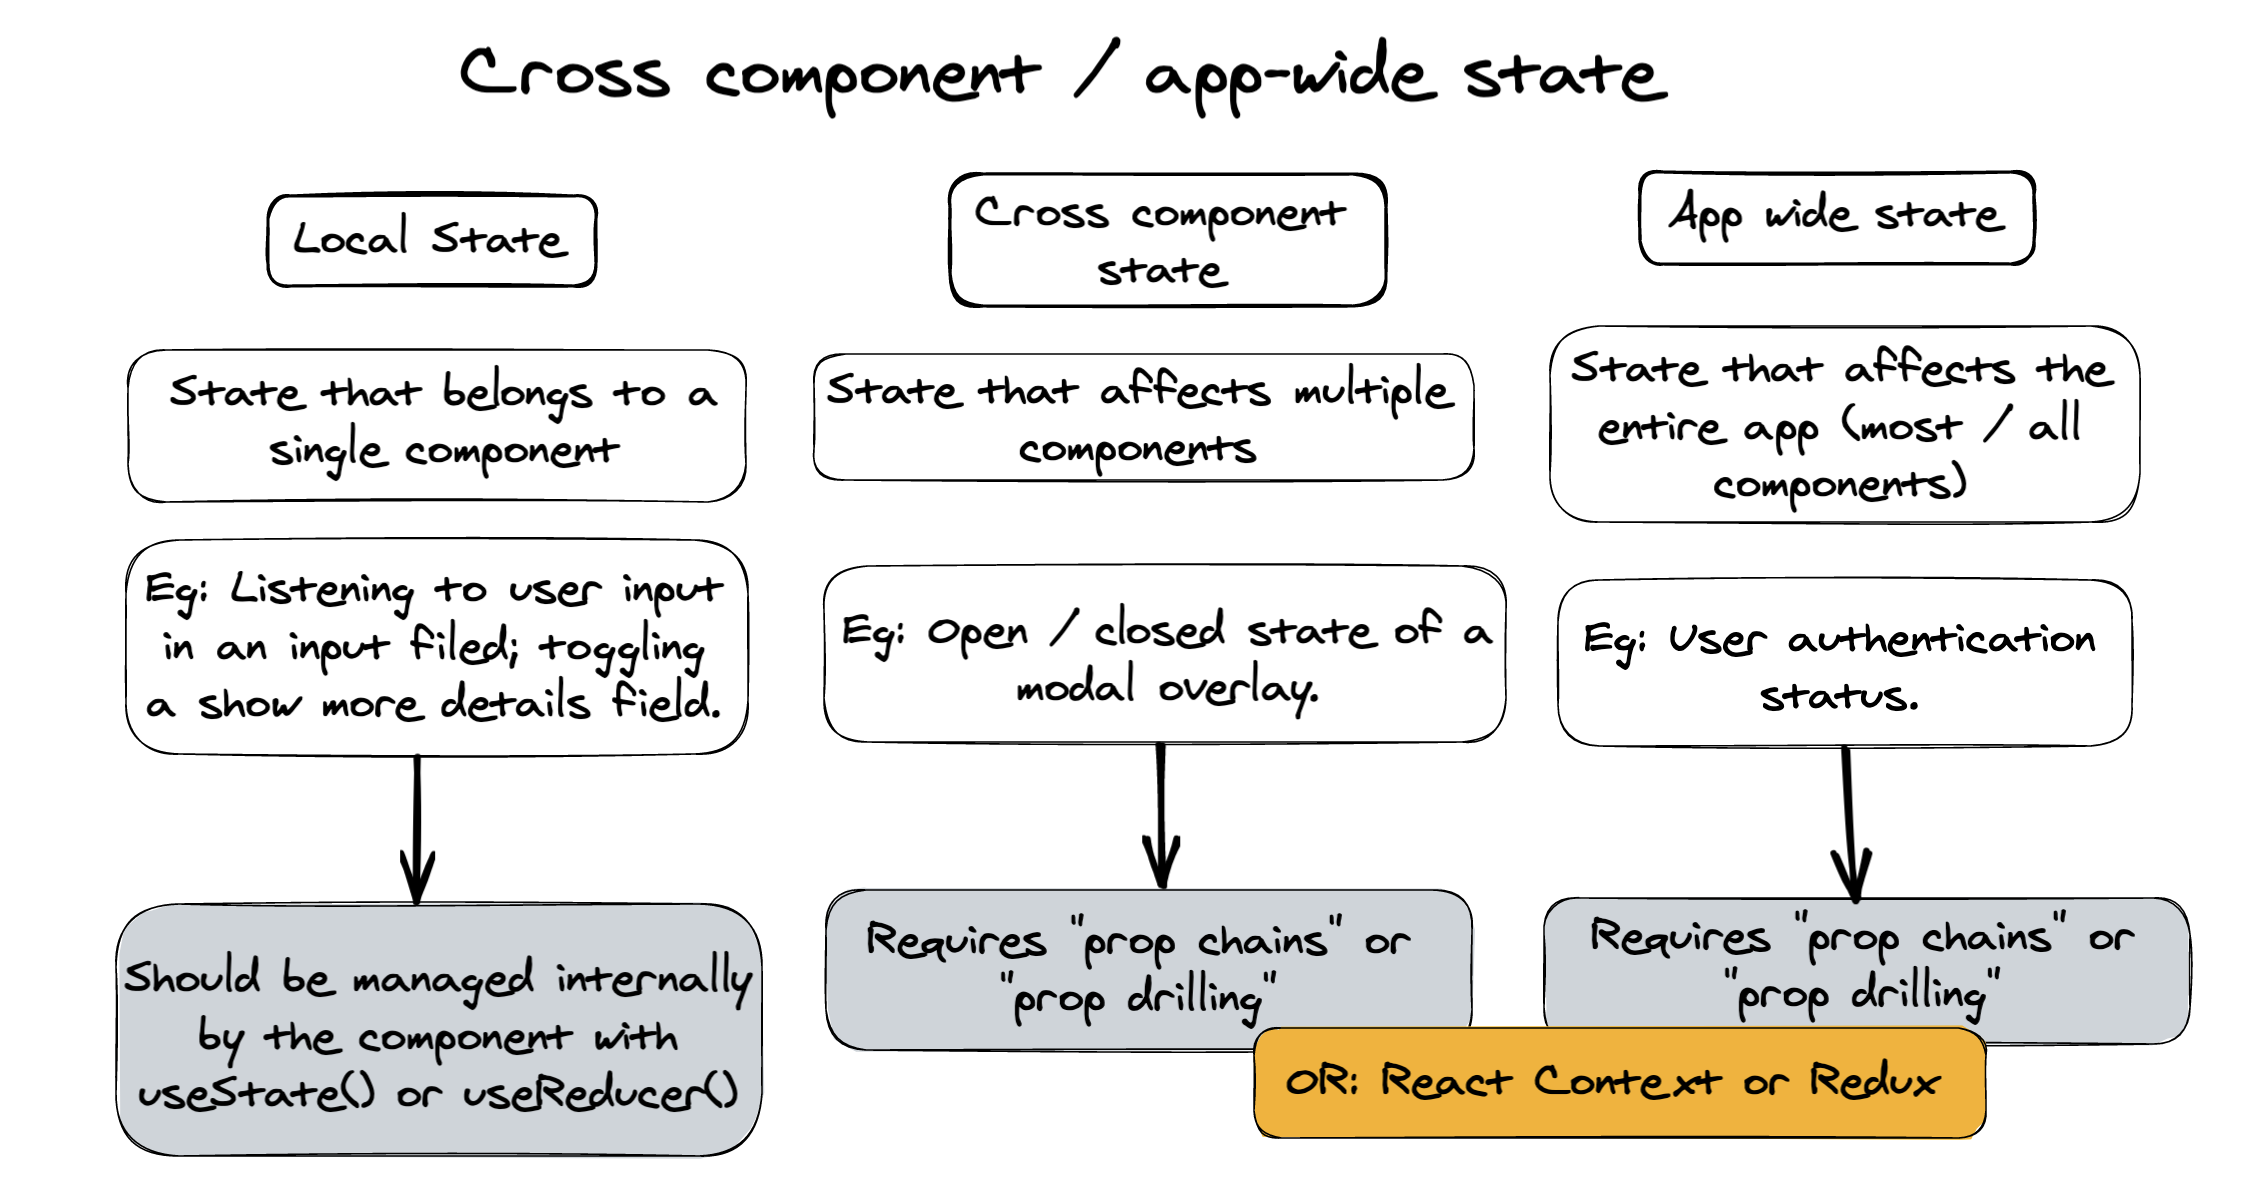 Cross component / app-wide state
Local State
State that belongs to a
single component
Eg: Listening to user input
in an input filed; toggling
a show more details field.
Should be managed internally
by the component with
useState() or useReducer()
Cross component
state
State that affects multiple
components
Eg: Open / closed state of a
modal overlay.
Requires "prop chains" or
"prop drilling"
App wide state
State that affects the
entire app (most / all
components)
Eg: User authentication
status.
Requires "prop chains" or
"prop drilling"
OR: React Context or Redux